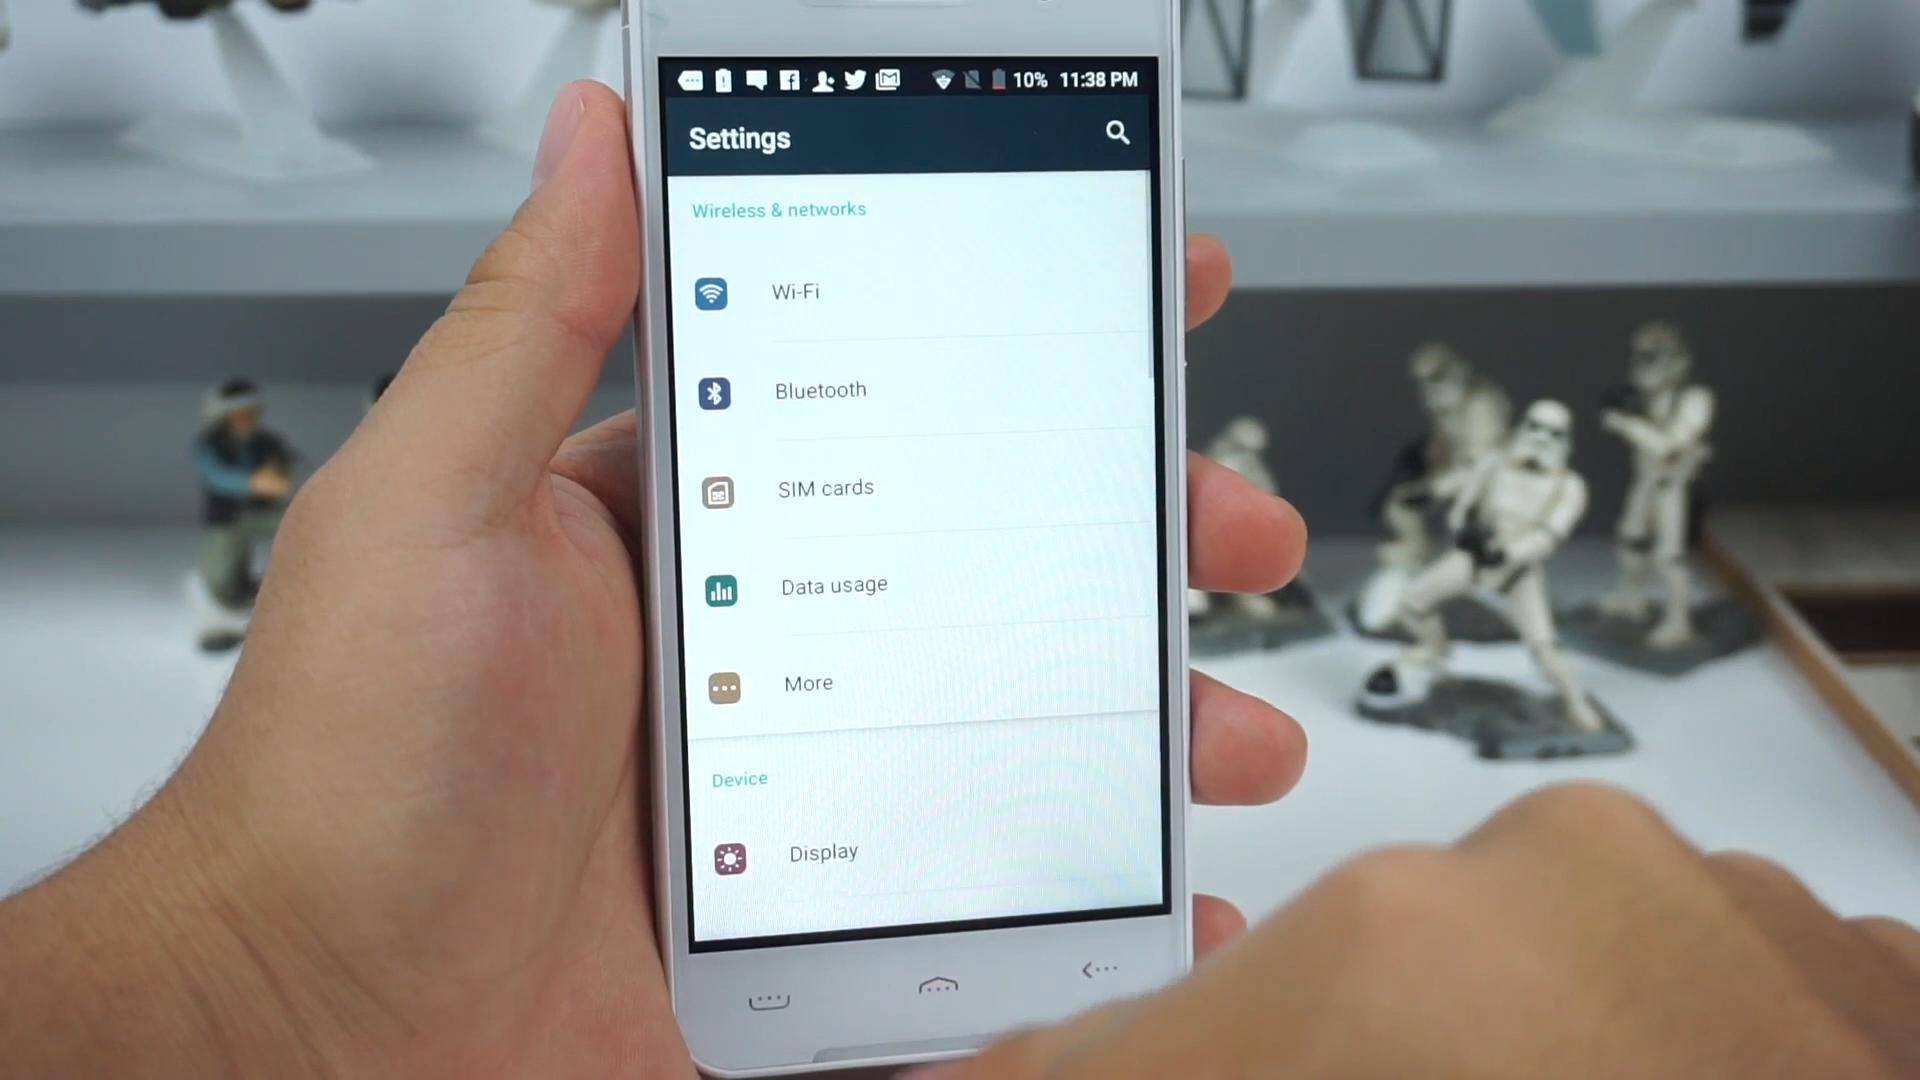 10% 11:38 PM
Settings
Wireless & networks
Wi-Fi
Bluetooth
SIM cards
Data usage
More
Device
Display